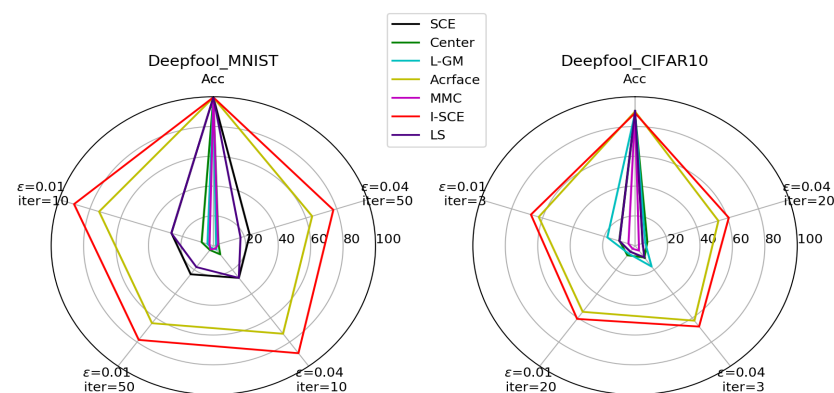 SCE
Center
L-GM
Acrface
MMC
I-SCE
LS
Deepfool_MNIST
Acc
ε=0.01
iter=10
ε=0.04
iter=50
20 40 60 80 100
ε=0.01
iter=50
ε=0.04
iter=10
Deepfool_CIFAR10
Acc
ε=0.01
iter=3
ε=0.04
iter=20
20 40 60 80 100
ε=0.01
iter=20
ε=0.04
iter=3